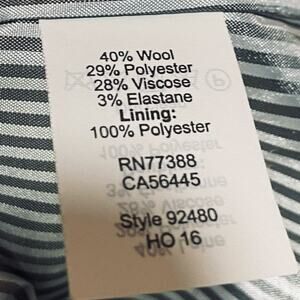 40% Wool
29% Polyester
28% Viscose
3% Elastane
Lining:
100% Polyester
RN77388
CA56445
Style 92480
HO 16